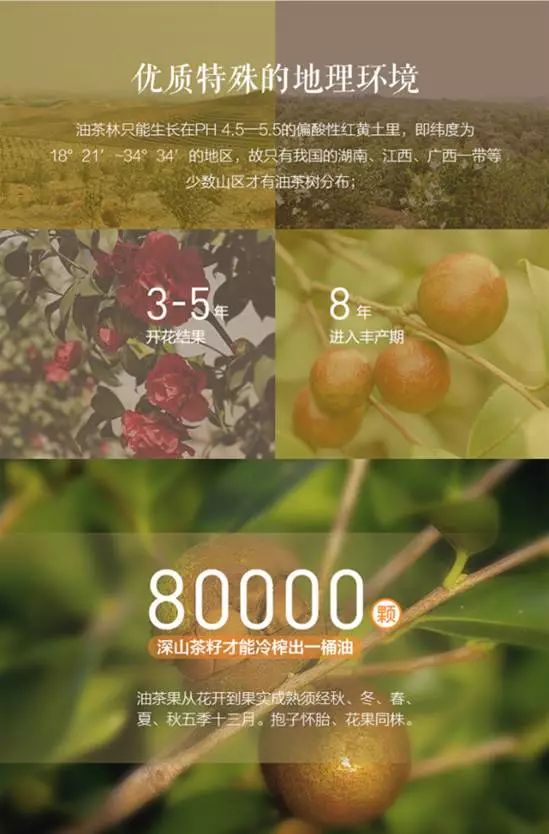 优质特殊的地理环境
油茶林只能生长在PH 4.5—5.5的偏酸性红黄土里，即纬度为
18°21′~34°34′的地区，故只有我国的湖南、江西、广西一带等
少数山区才有油茶树分布；
3-5年
开花结果
8年
进入丰产期
80000颗
深山茶籽才能冷榨出一桶油
油茶果从花开到果实成熟须经秋、冬、春、
夏、秋五季十三月。抱子怀胎、花果同株。